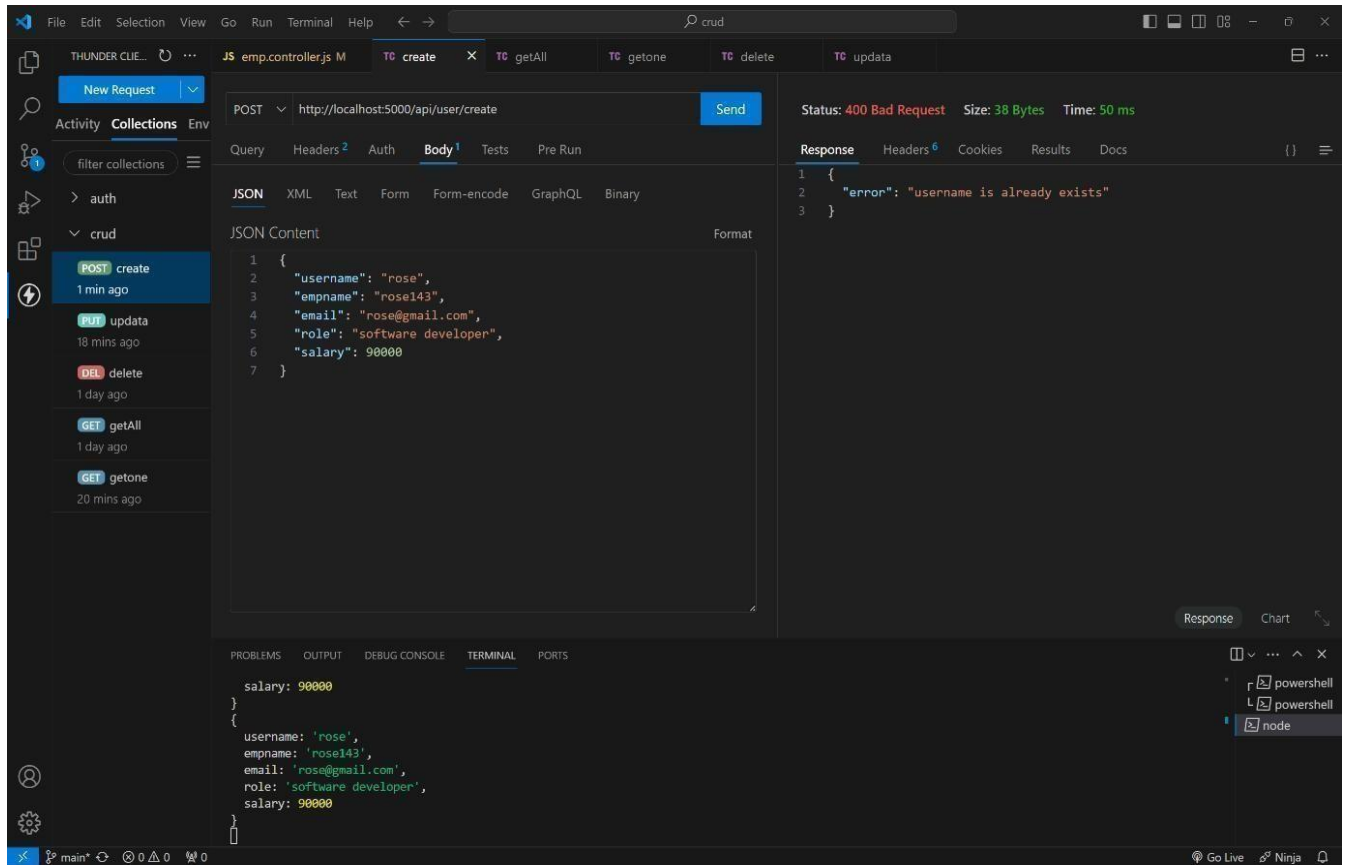 File Edit Selection View Go Run Terminal Help crud
THUNDER CLIE... ...
JS emp.controller.js M TC create TC getAll TC getone TC delete TC updata
New Request
Activity Collections Env
filter collections
auth
crud
POST create
1 min ago
PUT updata
18 mins ago
DEL delete
1 day ago
GET getAll
1 day ago
GET getone
20 mins ago
POST http://localhost:5000/api/user/create Send
Query Headers 2 Auth Body 1 Tests Pre Run
JSON XML Text Form Form-encode GraphQL Binary
JSON Content Format
1 {
2 "username": "rose",
3 "empname": "rose143",
4 "email": "rose@gmail.com",
5 "role": "software developer",
6 "salary": 90000
7 }
Status: 400 Bad Request Size: 38 Bytes Time: 50 ms
Response Headers 6 Cookies Results Docs {}
1 {
2 "error": "username is already exists"
3 }
Response Chart
PROBLEMS OUTPUT DEBUG CONSOLE TERMINAL PORTS
salary: 90000
}
{
username: 'rose',
empname: 'rose143',
email: 'rose@gmail.com',
role: 'software developer',
salary: 90000
}
powershell
powershell
node
main* 0 0 0 Go Live Ninja